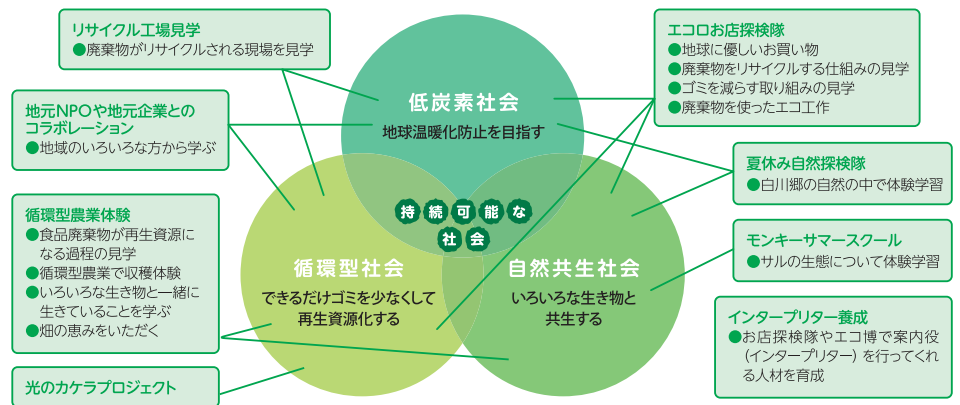 リサイクル工場見学
●廃棄物がリサイクルされる現場を見学
地元NPOや地元企業との
コラボレーション
●地域のいろいろな方から学ぶ
循環型農業体験
●食品廃棄物が再生資源に
なる過程の見学
●循環型農業で収穫体験
●いろいろな生き物と一緒に
生きていることを学ぶ
●畑の恵みをいただく
光のカケラプロジェクト
低炭素社会
地球温暖化防止を目指す
持続可能な
社会
循環型社会
できるだけゴミを少なくして
再生資源化する
自然共生社会
いろいろな生き物と
共生する
エコロお店探検隊
●地球に優しいお買い物
●廃棄物をリサイクルする仕組みの見学
●ゴミを減らす取り組みの見学
●廃棄物を使ったエコ工作
夏休み自然探検隊
●白川郷の自然の中で体験学習
モンキーサマースクール
●サルの生態について体験学習
インタープリター養成
●お店探検隊やエコ博で案内役
（インタープリター）を行ってくれ
る人材を育成